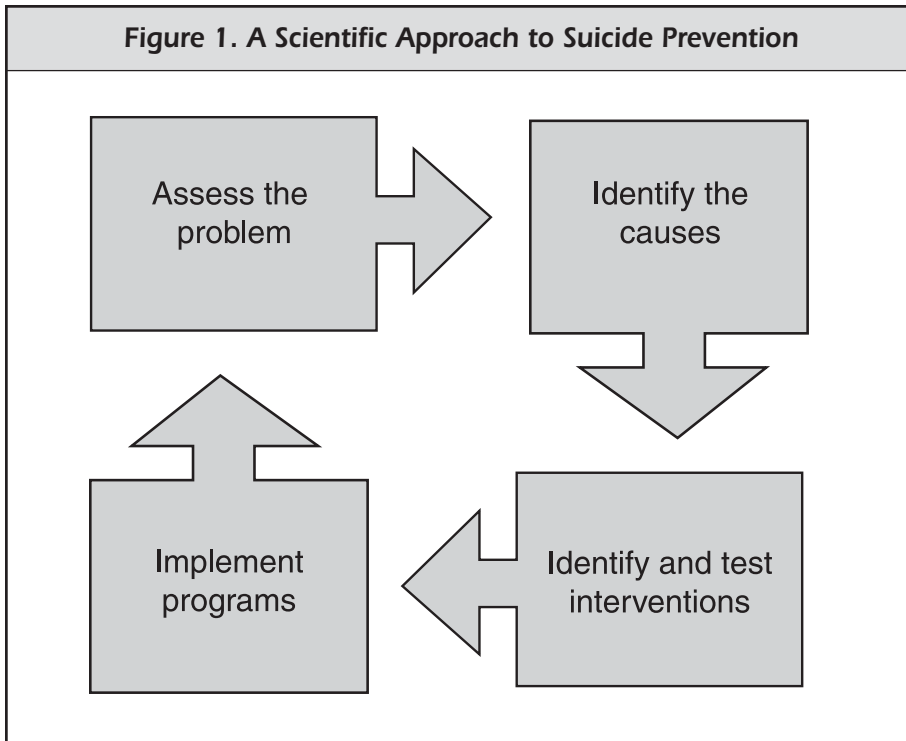 Figure 1. A Scientific Approach to Suicide Prevention
Assess the
problem
Identify the
causes
Implement
programs
Identify and test
interventions